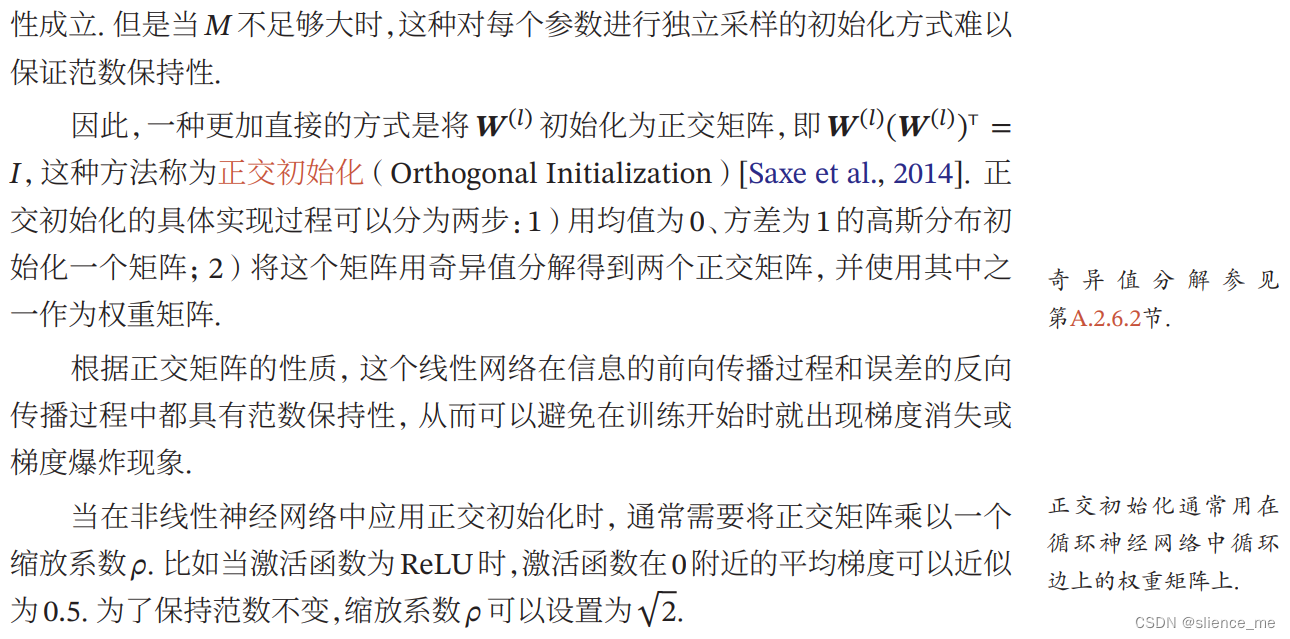 性成立. 但是当 M 不足够大时,这种对每个参数进行独立采样的初始化方式难以
保证范数保持性.
因此,一种更加直接的方式是将 W^(l) 初始化为正交矩阵,即 W^(l)(W^(l))^⊤ =
I,这种方法称为正交初始化(Orthogonal Initialization)[Saxe et al., 2014]. 正
交初始化的具体实现过程可以分为两步:1)用均值为 0、方差为 1 的高斯分布初
始化一个矩阵;2)将这个矩阵用奇异值分解得到两个正交矩阵,并使用其中之
一作为权重矩阵.
奇异值分解参见
第A.2.6.2节.
根据正交矩阵的性质,这个线性网络在信息的前向传播过程和误差的反向
传播过程中都具有范数保持性,从而可以避免在训练开始时就出现梯度消失或
梯度爆炸现象.
当在非线性神经网络中应用正交初始化时,通常需要将正交矩阵乘以一个
缩放系数 ρ. 比如当激活函数为 ReLU 时,激活函数在 0 附近的平均梯度可以近似
为 0.5. 为了保持范数不变,缩放系数 ρ 可以设置为 √2.
正交初始化通常用在
循环神经网络中循环
边上的权重矩阵上.
CSDN @slience_me